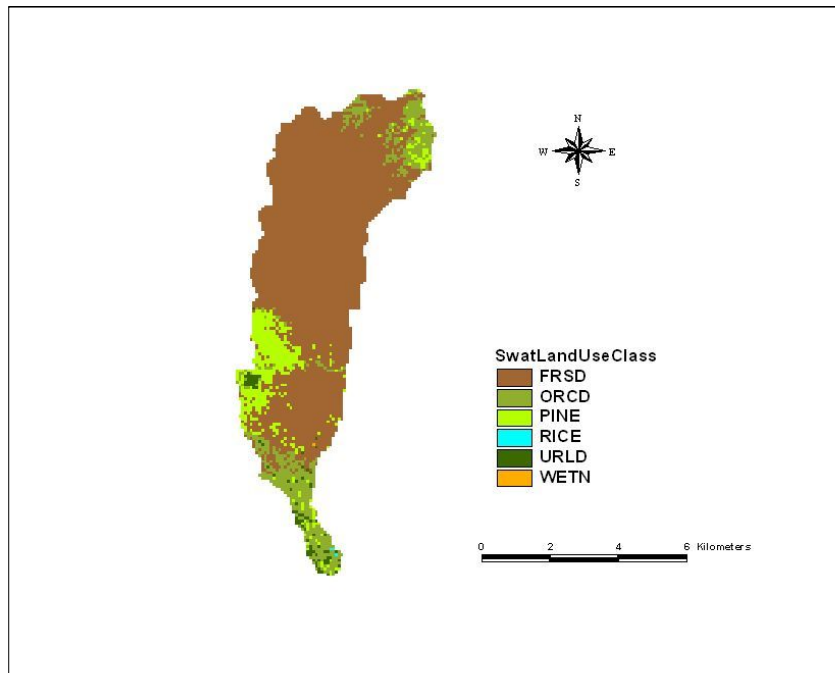 N
W E
S
SwatLandUseClass
FRSD
ORCD
PINE
RICE
URLD
WETN
0 2 4 6 Kilometers